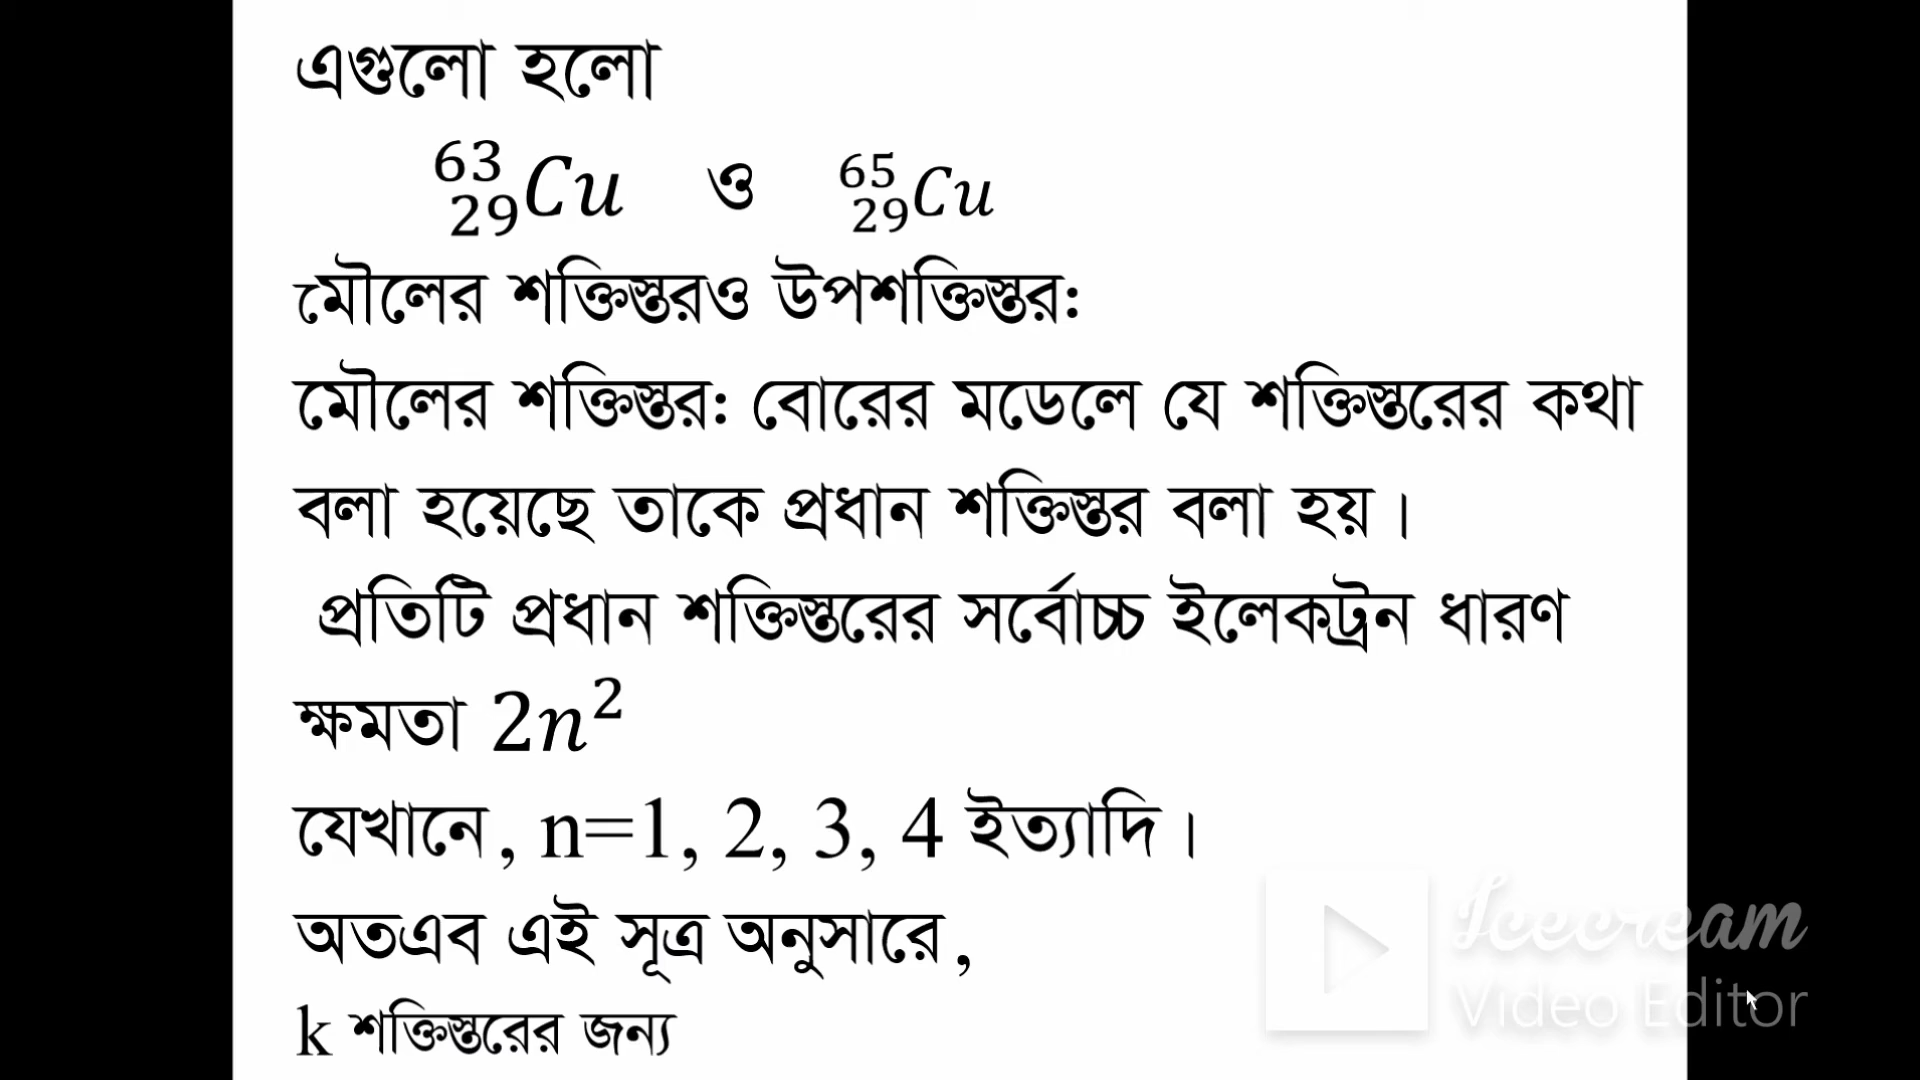 এগুলো হলো
⁶³₂₉Cu ও ⁶⁵₂₉Cu
মৌলের শক্তিস্তরও উপশক্তিস্তর:
মৌলের শক্তিস্তর: বোরের মডেলে যে শক্তিস্তরের কথা
বলা হয়েছে তাকে প্রধান শক্তিস্তর বলা হয়।
প্রতিটি প্রধান শক্তিস্তরের সর্বোচ্চ ইলেকট্রন ধারণ
ক্ষমতা 2n²
যেখানে, n=1, 2, 3, 4 ইত্যাদি।
অতএব এই সূত্র অনুসারে,
k শক্তিস্তরের জন্য
Icecream
Video Editor